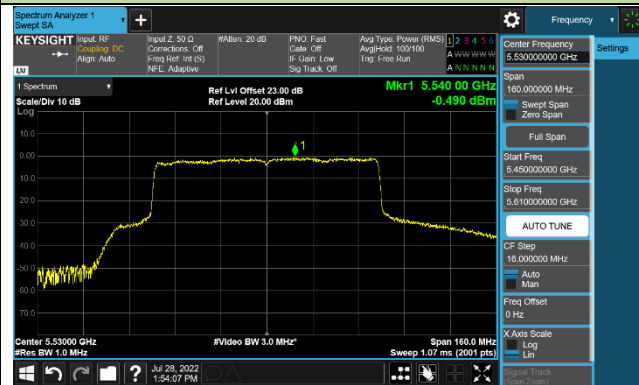 Spectrum Analyzer 1
Swept SA
Frequency
KEYSIGHT
Input: RF
Coupling: DC
Align: Auto
Input Z: 50 Ω
Corrections: Off
Freq Ref: Int (S)
NFE: Adaptive
#Atten: 20 dB
PNO: Fast
Gate: Off
IF Gain: Low
Sig Track: Off
Avg Type: Power (RMS)
Avg|Hold: 100/100
Trig: Free Run
1 2 3 4 5 6
A W W W W W
A N N N N N
LXI
1 Spectrum
Scale/Div 10 dB
Log
Ref Lvl Offset 23.00 dB
Ref Level 20.00 dBm
Mkr1 5.540 00 GHz
-0.490 dBm
10.0
0.00
-10.0
-20.0
-30.0
-40.0
-50.0
-60.0
-70.0
1
Center 5.53000 GHz
#Res BW 1.0 MHz
#Video BW 3.0 MHz*
Span 160.0 MHz
Sweep 1.07 ms (2001 pts)
Jul 28, 2022
1:54:07 PM
Center Frequency
5.530000000 GHz
Span
160.000000 MHz
Swept Span
Zero Span
Full Span
Start Freq
5.450000000 GHz
Stop Freq
5.610000000 GHz
AUTO TUNE
CF Step
16.000000 MHz
Auto
Man
Freq Offset
0 Hz
X Axis Scale
Log
Lin
Signal Track
(Span Zoom)
Settings